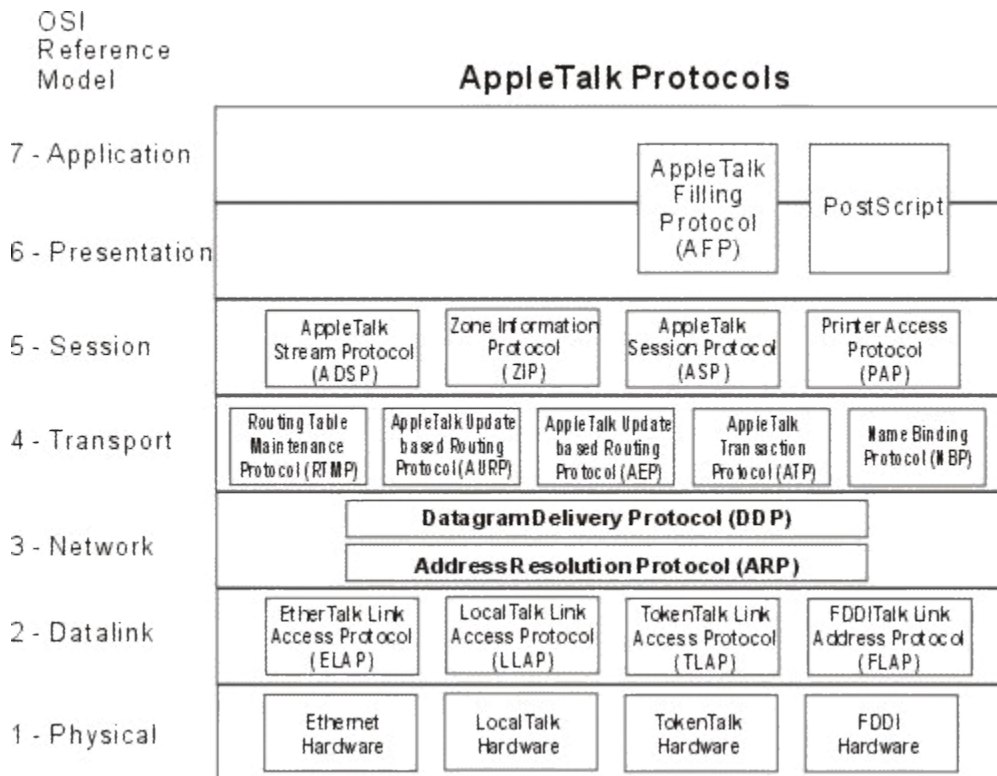 OSI
Reference
Model
AppleTalk Protocols
7 - Application
AppleTalk
Filling
Protocol
(AFP)
PostScript
6 - Presentation
5 - Session
AppleTalk
Stream Protocol
(ADSP)
Zone Information
Protocol
(ZIP)
AppleTalk
Session Protocol
(ASP)
Printer Access
Protocol
(PAP)
4 - Transport
Routing Table
Maintenance
Protocol (RTMP)
AppleTalk Update
based Routing
Protocol (AURP)
AppleTalk Update
based Routing
Protocol (AEP)
AppleTalk
Transaction
Protocol (ATP)
Name Binding
Protocol (NBP)
3 - Network
Datagram Delivery Protocol (DDP)
Address Resolution Protocol (ARP)
2 - Datalink
EtherTalk Link
Access Protocol
(ELAP)
LocalTalk Link
Access Protocol
(LLAP)
TokenTalk Link
Access Protocol
(TLAP)
FDDITalk Link
Address Protocol
(FLAP)
1 - Physical
Ethernet
Hardware
LocalTalk
Hardware
TokenTalk
Hardware
FDDI
Hardware